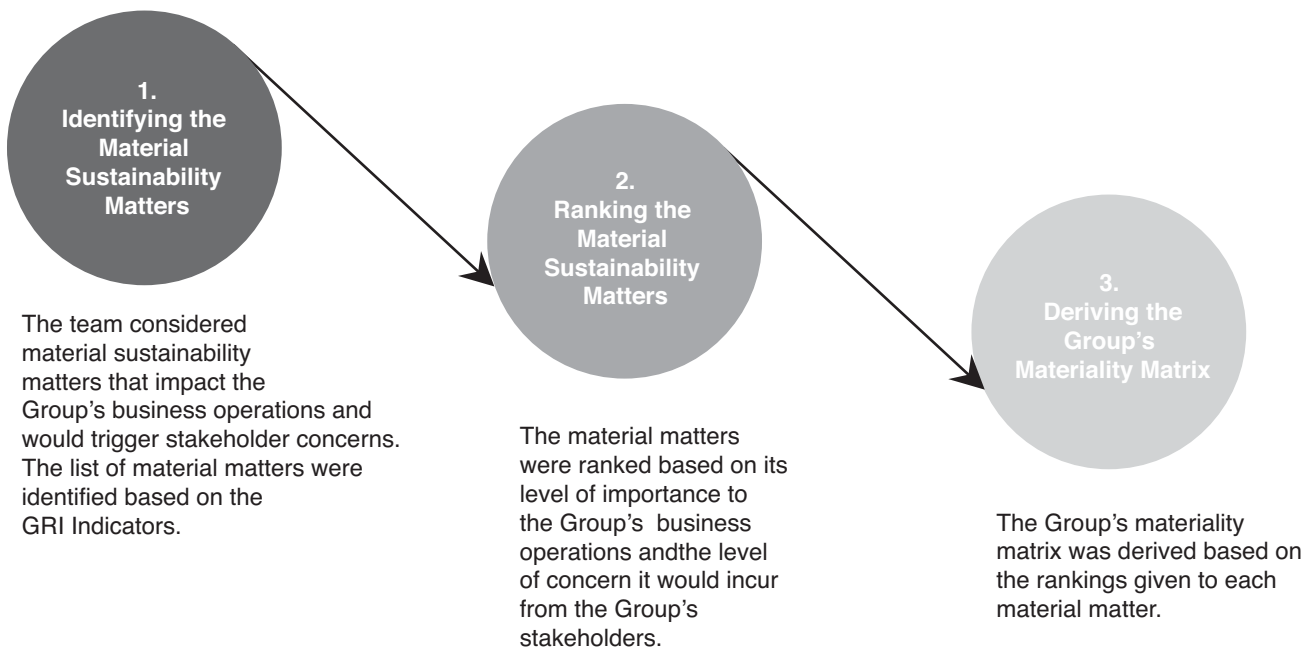 1.
Identifying the
Material
Sustainability
Matters
The team considered
material sustainability
matters that impact the
Group’s business operations and
would trigger stakeholder concerns.
The list of material matters were
identified based on the
GRI Indicators.
2.
Ranking the
Material
Sustainability
Matters
The material matters
were ranked based on its
level of importance to
the Group’s  business
operations andthe level
of concern it would incur
from the Group’s
stakeholders.
3.
Deriving the
Group’s
Materiality Matrix
The Group’s materiality
matrix was derived based on
the rankings given to each
material matter.